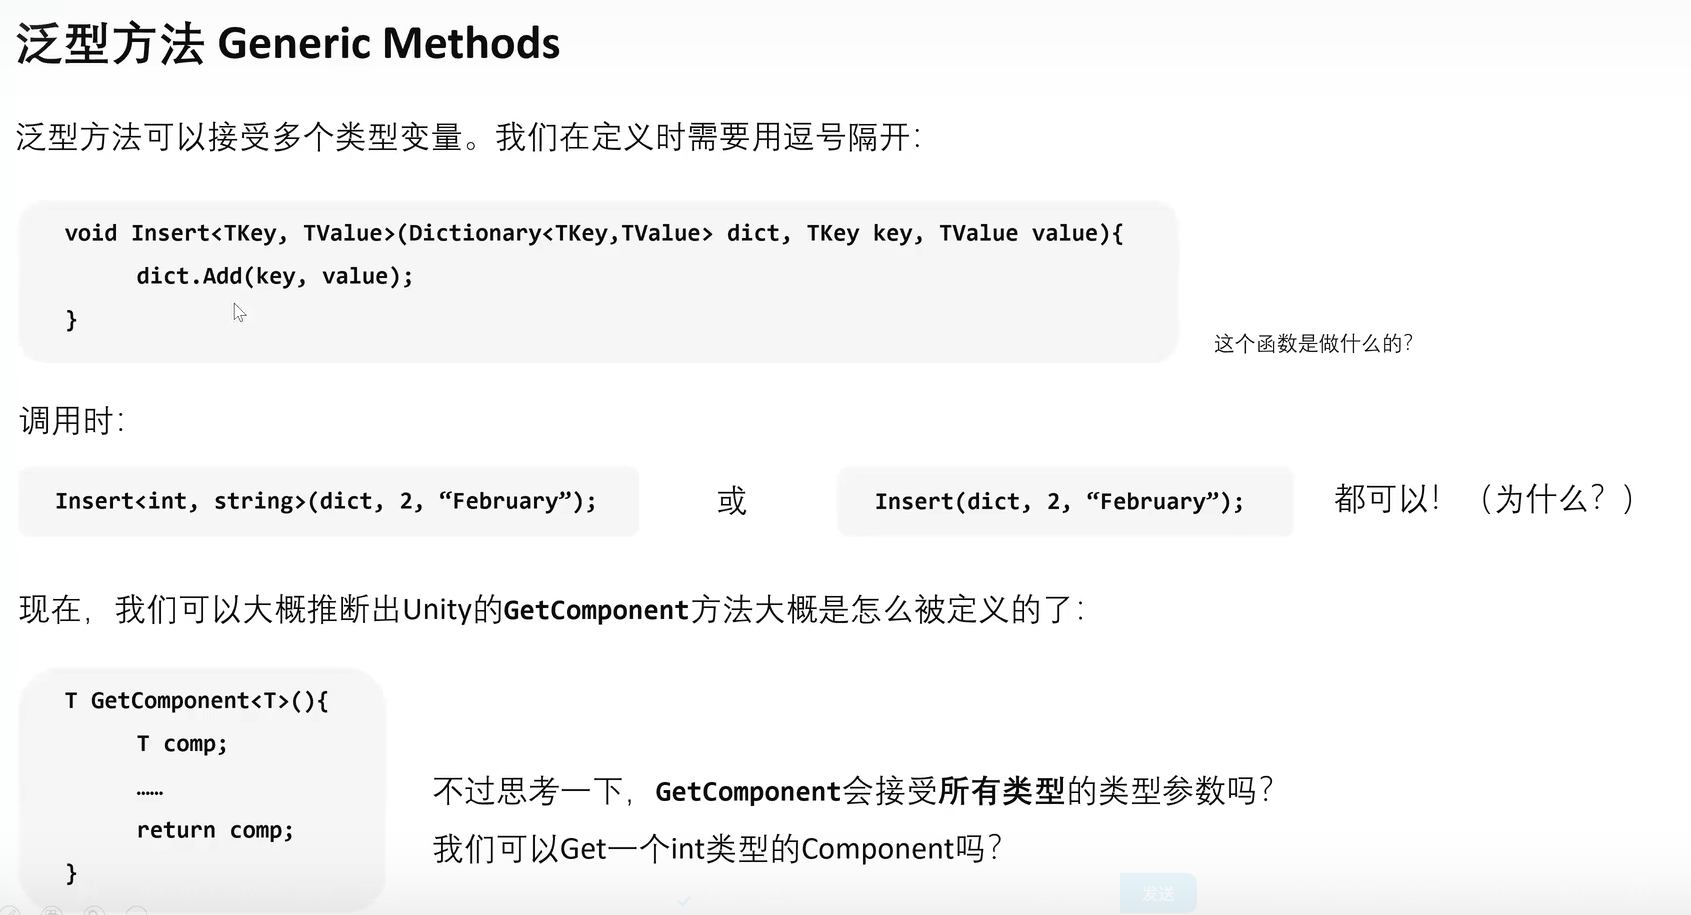 泛型方法 Generic Methods
泛型方法可以接受多个类型变量。我们在定义时需要用逗号隔开：
void Insert<TKey, TValue>(Dictionary<TKey,TValue> dict, TKey key, TValue value){
dict.Add(key, value);
}
这个函数是做什么的？
调用时：
Insert<int, string>(dict, 2, “February”);
或
Insert(dict, 2, “February”);
都可以！（为什么？）
现在，我们可以大概推断出Unity的GetComponent方法大概是怎么被定义的了：
T GetComponent<T>(){
T comp;
……
return comp;
}
不过思考一下，GetComponent会接受所有类型的类型参数吗？
我们可以Get一个int类型的Component吗？
发送